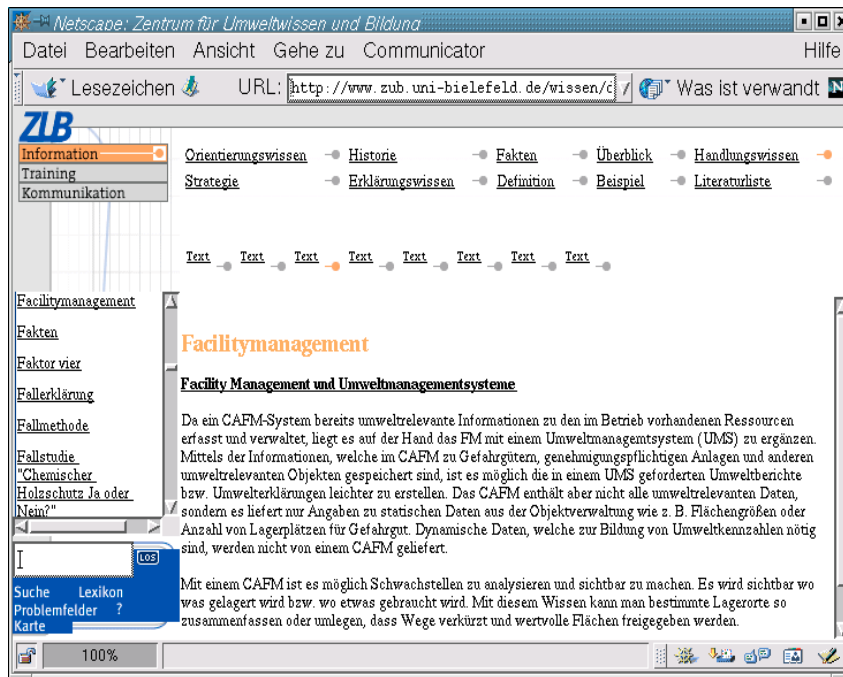 Netscape: Zentrum für Umweltwissen und Bildung
Datei Bearbeiten Ansicht Gehe zu Communicator Hilfe
Lesezeichen URL: http://www.zub.uni-bielefeld.de/wissen/d Was ist verwandt N
ZUB
Information
Training
Kommunikation
Orientierungswissen Historie Fakten Überblick Handlungswissen
Strategie Erklärungswissen Definition Beispiel Literaturliste
Text Text Text Text Text Text Text Text
Facilitymanagement
Fakten
Faktor vier
Fallerklärung
Fallmethode
Fallstudie
"Chemischer
Holzschutz Ja oder
Nein?"
LOS
Suche Lexikon
Problemfelder ?
Karte
Facilitymanagement
Facility Management und Umweltmanagementsysteme
Da ein CAFM-System bereits umweltrelevante Informationen zu den im Betrieb vorhandenen Ressourcen
erfasst und verwaltet, liegt es auf der Hand das FM mit einem Umweltmanagemtsystem (UMS) zu ergänzen.
Mittels der Informationen, welche im CAFM zu Gefahrgütern, genehmigungspflichtigen Anlagen und anderen
umweltrelevanten Objekten gespeichert sind, ist es möglich die in einem UMS geforderten Umweltberichte
bzw. Umwelterklärungen leichter zu erstellen. Das CAFM enthält aber nicht alle umweltrelevanten Daten,
sondern es liefert nur Angaben zu statischen Daten aus der Objektverwaltung wie z. B. Flächengrößen oder
Anzahl von Lagerplätzen für Gefahrgut. Dynamische Daten, welche zur Bildung von Umweltkennzahlen nötig
sind, werden nicht von einem CAFM geliefert.
Mit einem CAFM ist es möglich Schwachstellen zu analysieren und sichtbar zu machen. Es wird sichtbar wo
was gelagert wird bzw. wo etwas gebraucht wird. Mit diesem Wissen kann man bestimmte Lagerorte so
zusammenfassen oder umlegen, dass Wege verkürzt und wertvolle Flächen freigegeben werden.
100%